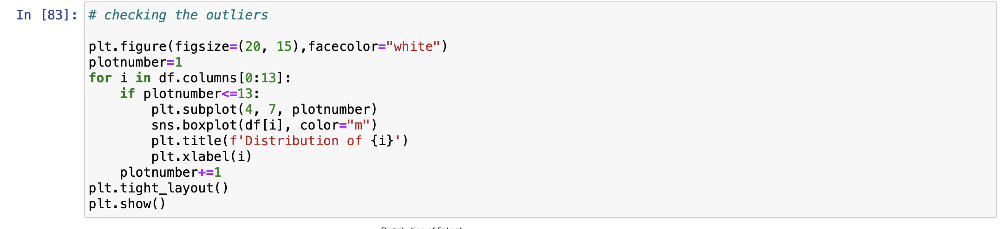 In [83]: # checking the outliers
plt.figure(figsize=(20, 15),facecolor="white")
plotnumber=1
for i in df.columns[0:13]:
    if plotnumber<=13:
        plt.subplot(4, 7, plotnumber)
        sns.boxplot(df[i], color="m")
        plt.title(f'Distribution of {i}')
        plt.xlabel(i)
    plotnumber+=1
plt.tight_layout()
plt.show()
Distribution of